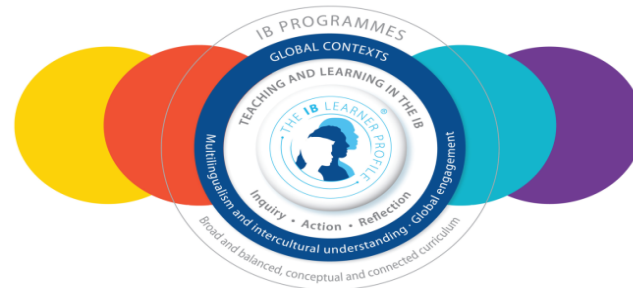 IB PROGRAMMES
GLOBAL CONTEXTS
TEACHING AND LEARNING IN THE IB
THE IB LEARNER PROFILE ®
Inquiry • Action • Reflection
Multilingualism and intercultural understanding · Global engagement
Broad and balanced, conceptual and connected curriculum